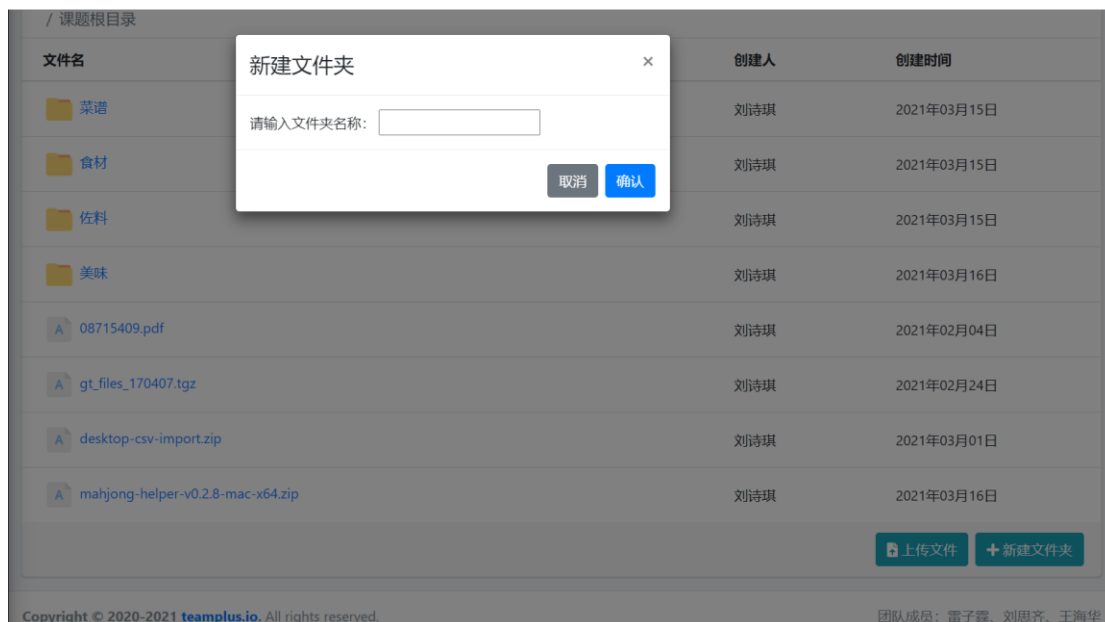 / 课题根目录
文件名 创建人 创建时间
新建文件夹 ×
请输入文件夹名称:
取消 确认
菜谱 刘诗琪 2021年03月15日
食材 刘诗琪 2021年03月15日
佐料 刘诗琪 2021年03月15日
美味 刘诗琪 2021年03月16日
A 08715409.pdf 刘诗琪 2021年02月04日
A gt_files_170407.tgz 刘诗琪 2021年02月24日
A desktop-csv-import.zip 刘诗琪 2021年03月01日
A mahjong-helper-v0.2.8-mac-x64.zip 刘诗琪 2021年03月16日
上传文件 +新建文件夹
Copyright © 2020-2021 teamplus.io. All rights reserved. 团队成员：雷子霆、刘思齐、王海华